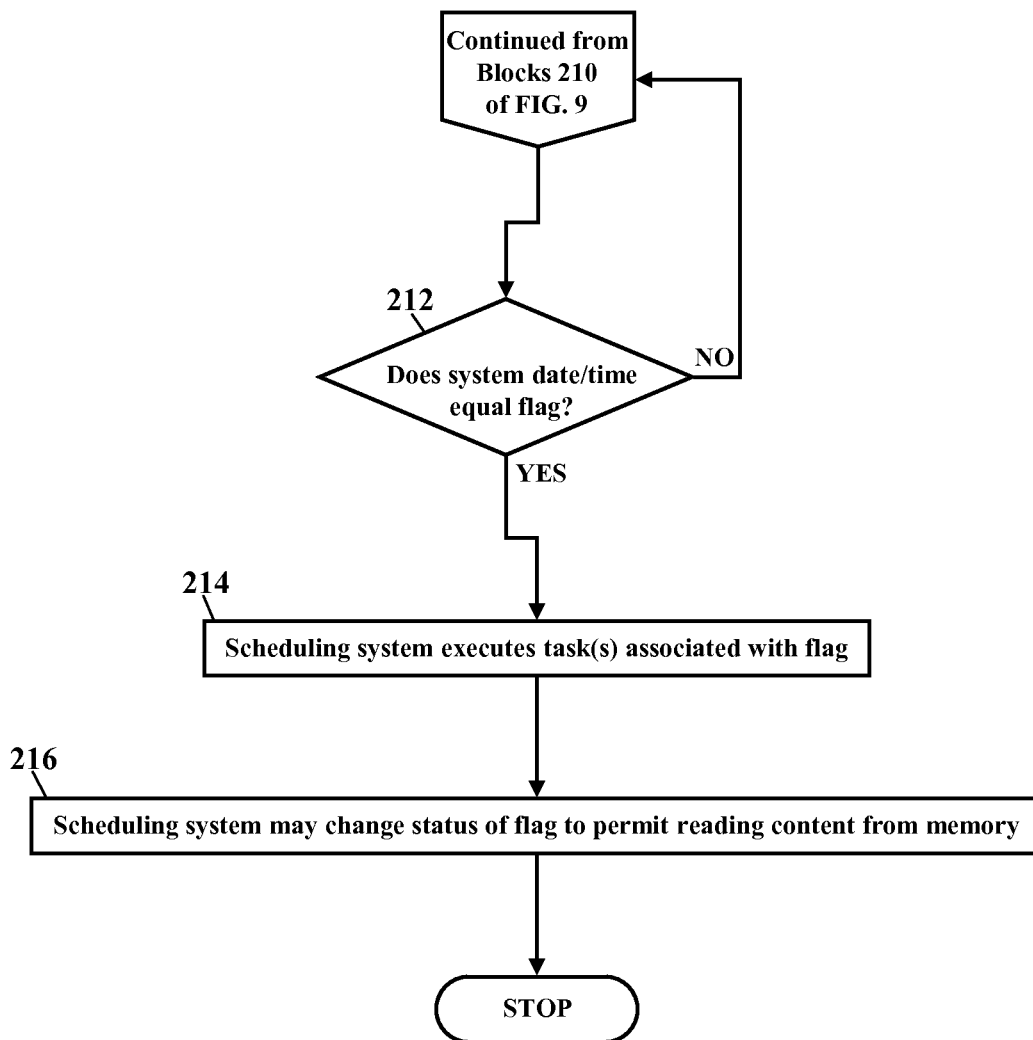 Continued from
Blocks 210
of FIG. 9
212
NO
Does system date/time
equal flag?
YES
214
Scheduling system executes task(s) associated with flag
216
Scheduling system may change status of flag to permit reading content from memory
STOP